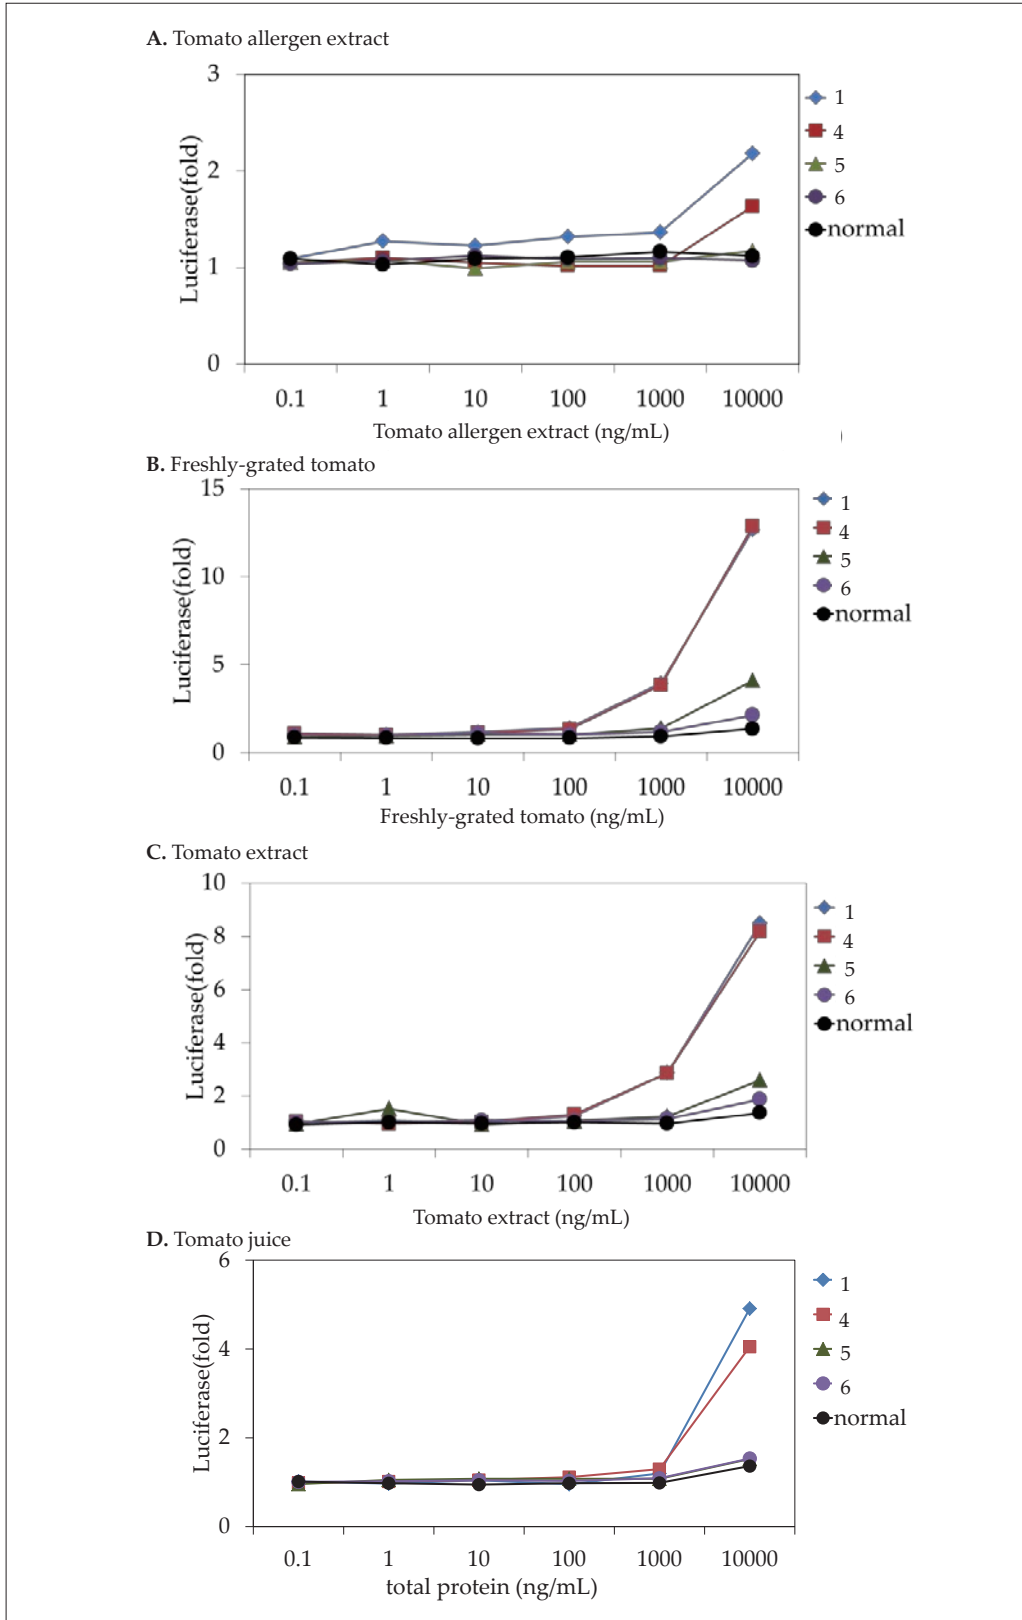 A. Tomato allergen extract
3
2
1
0
Luciferase(fold)
0.1 1 10 100 1000 10000
Tomato allergen extract (ng/mL)
1
4
5
6
normal
)
B. Freshly-grated tomato
15
10
5
0
Luciferase(fold)
0.1 1 10 100 1000 10000
Freshly-grated tomato (ng/mL)
1
4
5
6
normal
C. Tomato extract
10
8
6
4
2
0
Luciferase(fold)
0.1 1 10 100 1000 10000
Tomato extract (ng/mL)
1
4
5
6
normal
D. Tomato juice
6
4
2
0
Luciferase(fold)
0.1 1 10 100 1000 10000
total protein (ng/mL)
1
4
5
6
normal